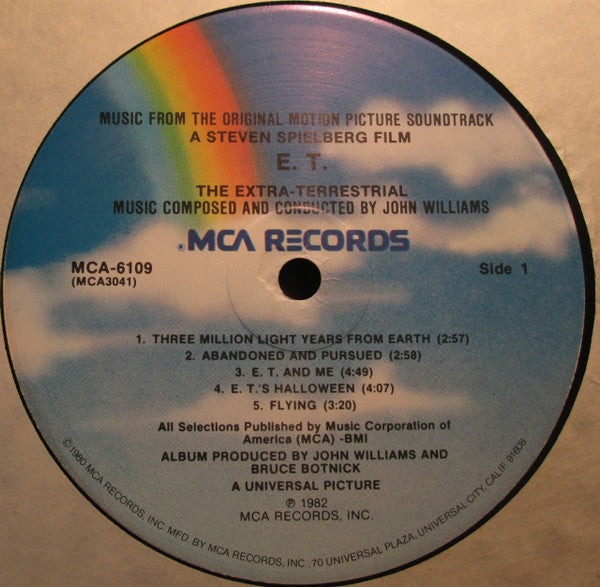 MUSIC FROM THE ORIGINAL MOTION PICTURE SOUNDTRACK
A STEVEN SPIELBERG FILM
E. T.
THE EXTRA-TERRESTRIAL
MUSIC COMPOSED AND CONDUCTED BY JOHN WILLIAMS
®MCA RECORDS
MCA-6109
(MCA3041)
Side 1
1. THREE MILLION LIGHT YEARS FROM EARTH (2:57)
2. ABANDONED AND PURSUED (2:58)
3. E. T. AND ME (4:49)
4. E. T.'S HALLOWEEN (4:07)
5. FLYING (3:20)
All Selections Published by Music Corporation of
America (MCA) -BMI
ALBUM PRODUCED BY JOHN WILLIAMS AND
BRUCE BOTNICK
A UNIVERSAL PICTURE
℗ 1982
MCA RECORDS, INC.
©1980 MCA RECORDS, INC. MFD. BY MCA RECORDS, INC., 70 UNIVERSAL PLAZA, UNIVERSAL CITY, CALIF. 91608